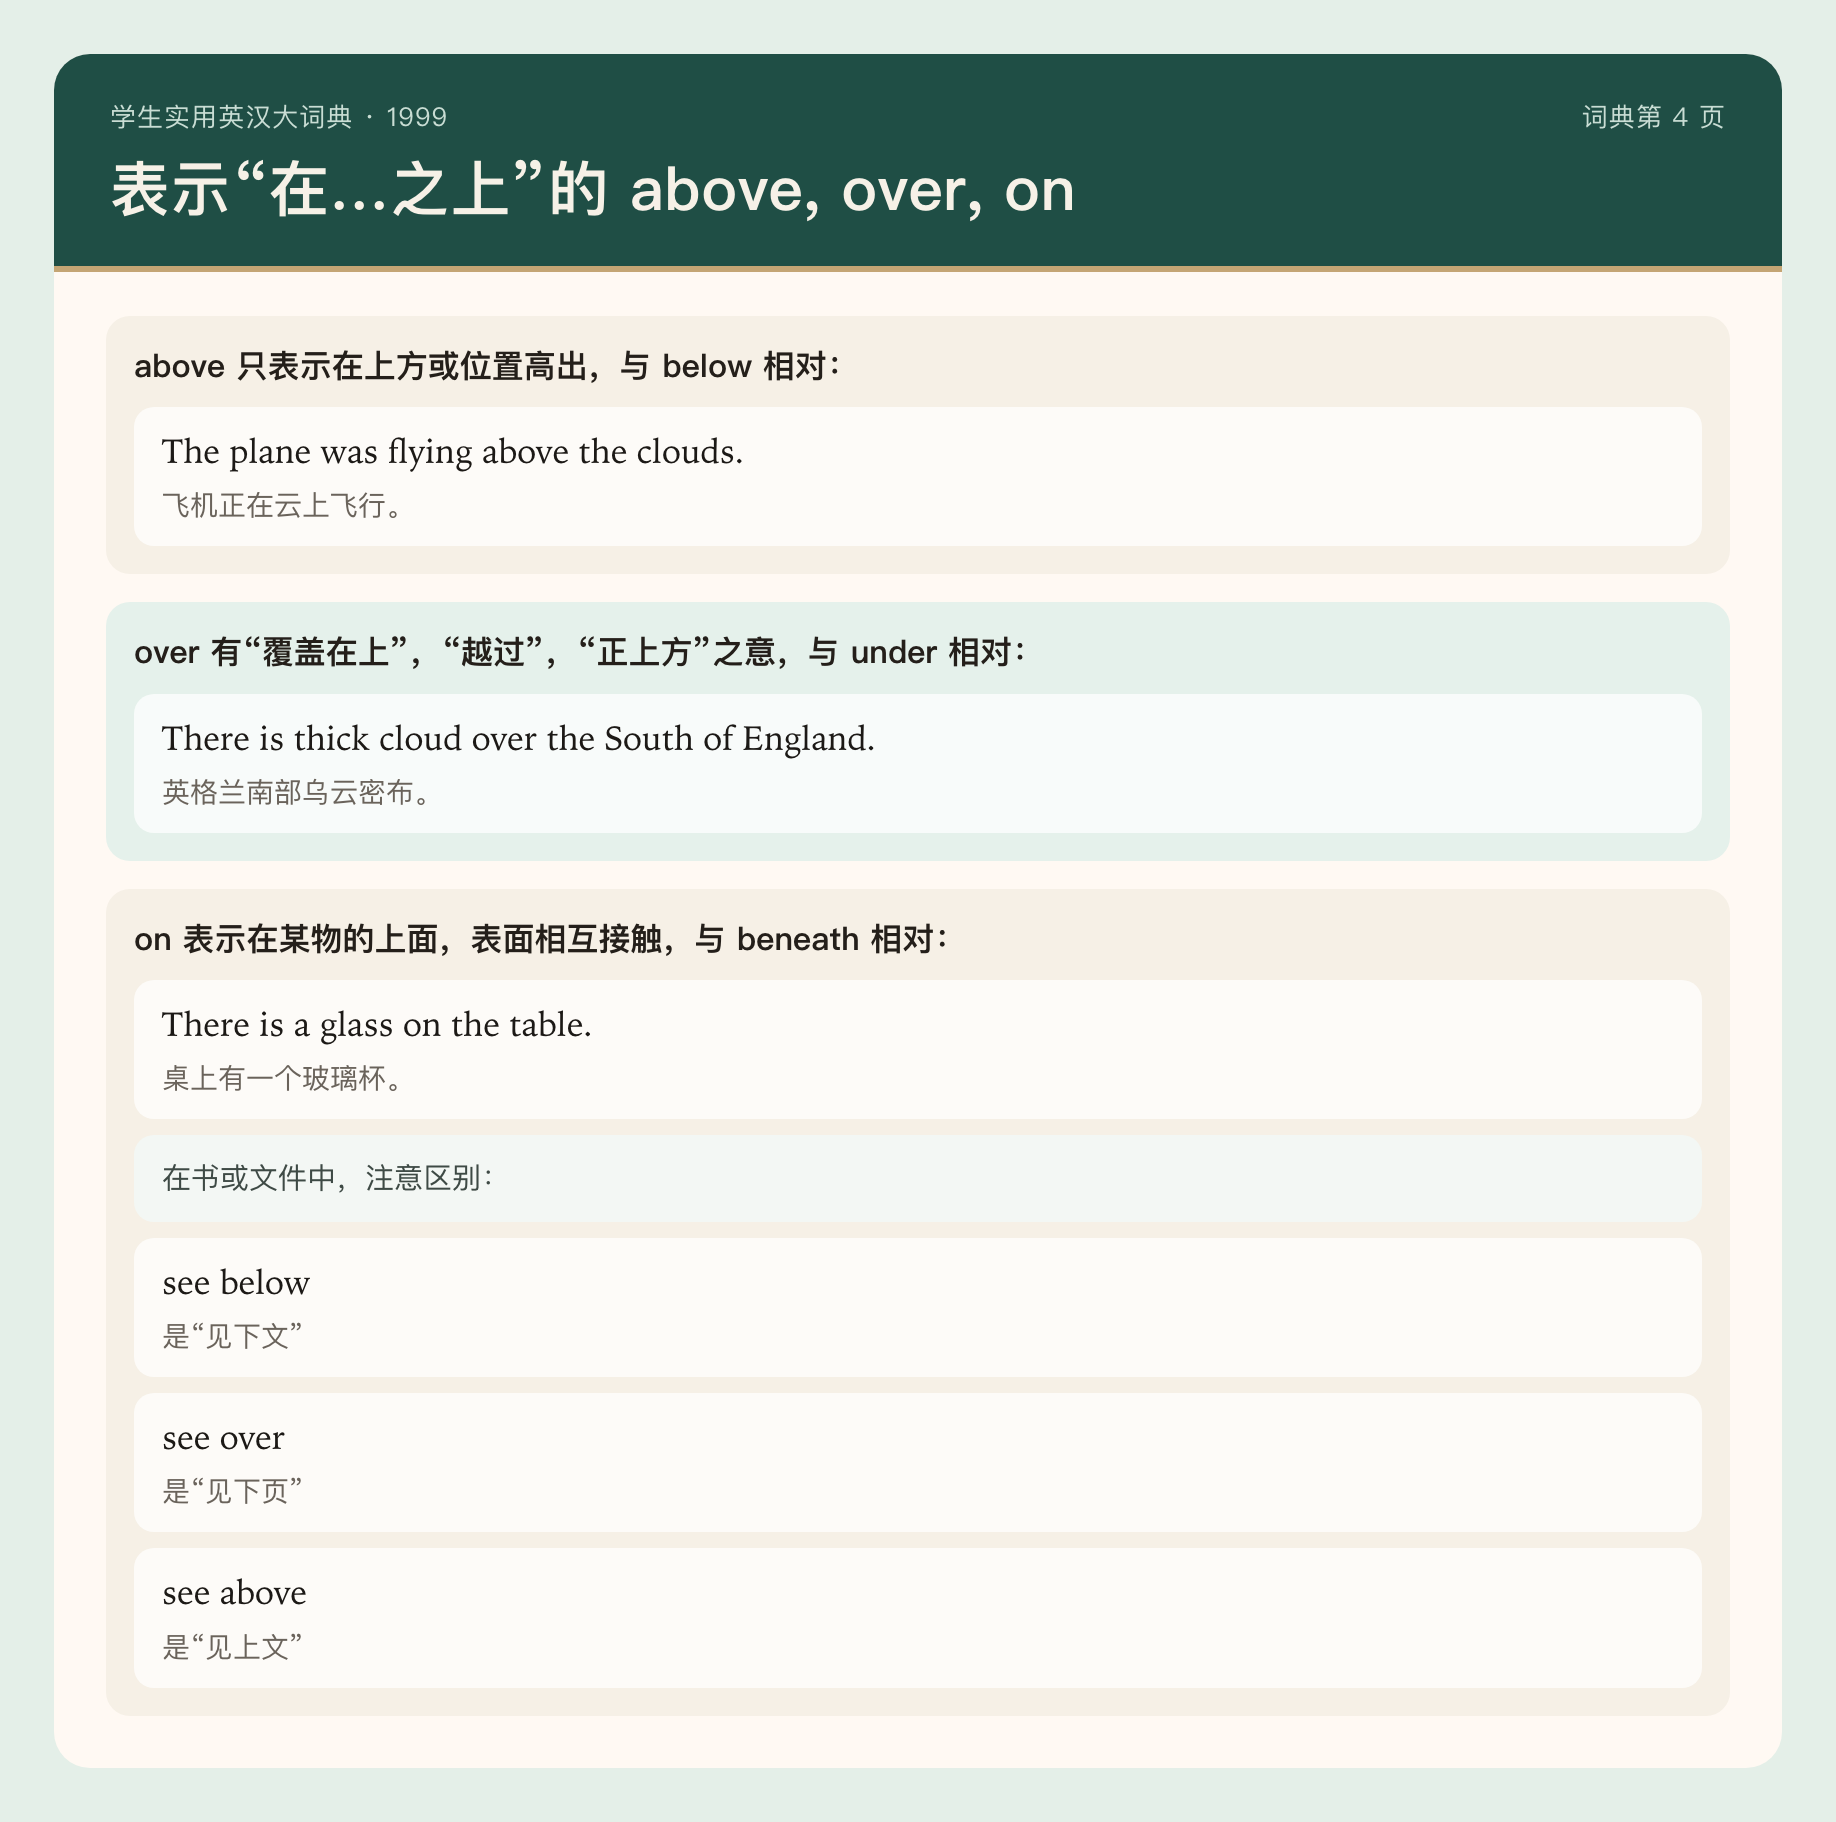 学生实用英汉大词典 · 1999
词典第 4 页
表示“在…之上”的 above, over, on
above 只表示在上方或位置高出，与 below 相对：
The plane was flying above the clouds.
飞机正在云上飞行。
over 有“覆盖在上”，“越过”，“正上方”之意，与 under 相对：
There is thick cloud over the South of England.
英格兰南部乌云密布。
on 表示在某物的上面，表面相互接触，与 beneath 相对：
There is a glass on the table.
桌上有一个玻璃杯。
在书或文件中，注意区别：
see below
是“见下文”
see over
是“见下页”
see above
是“见上文”